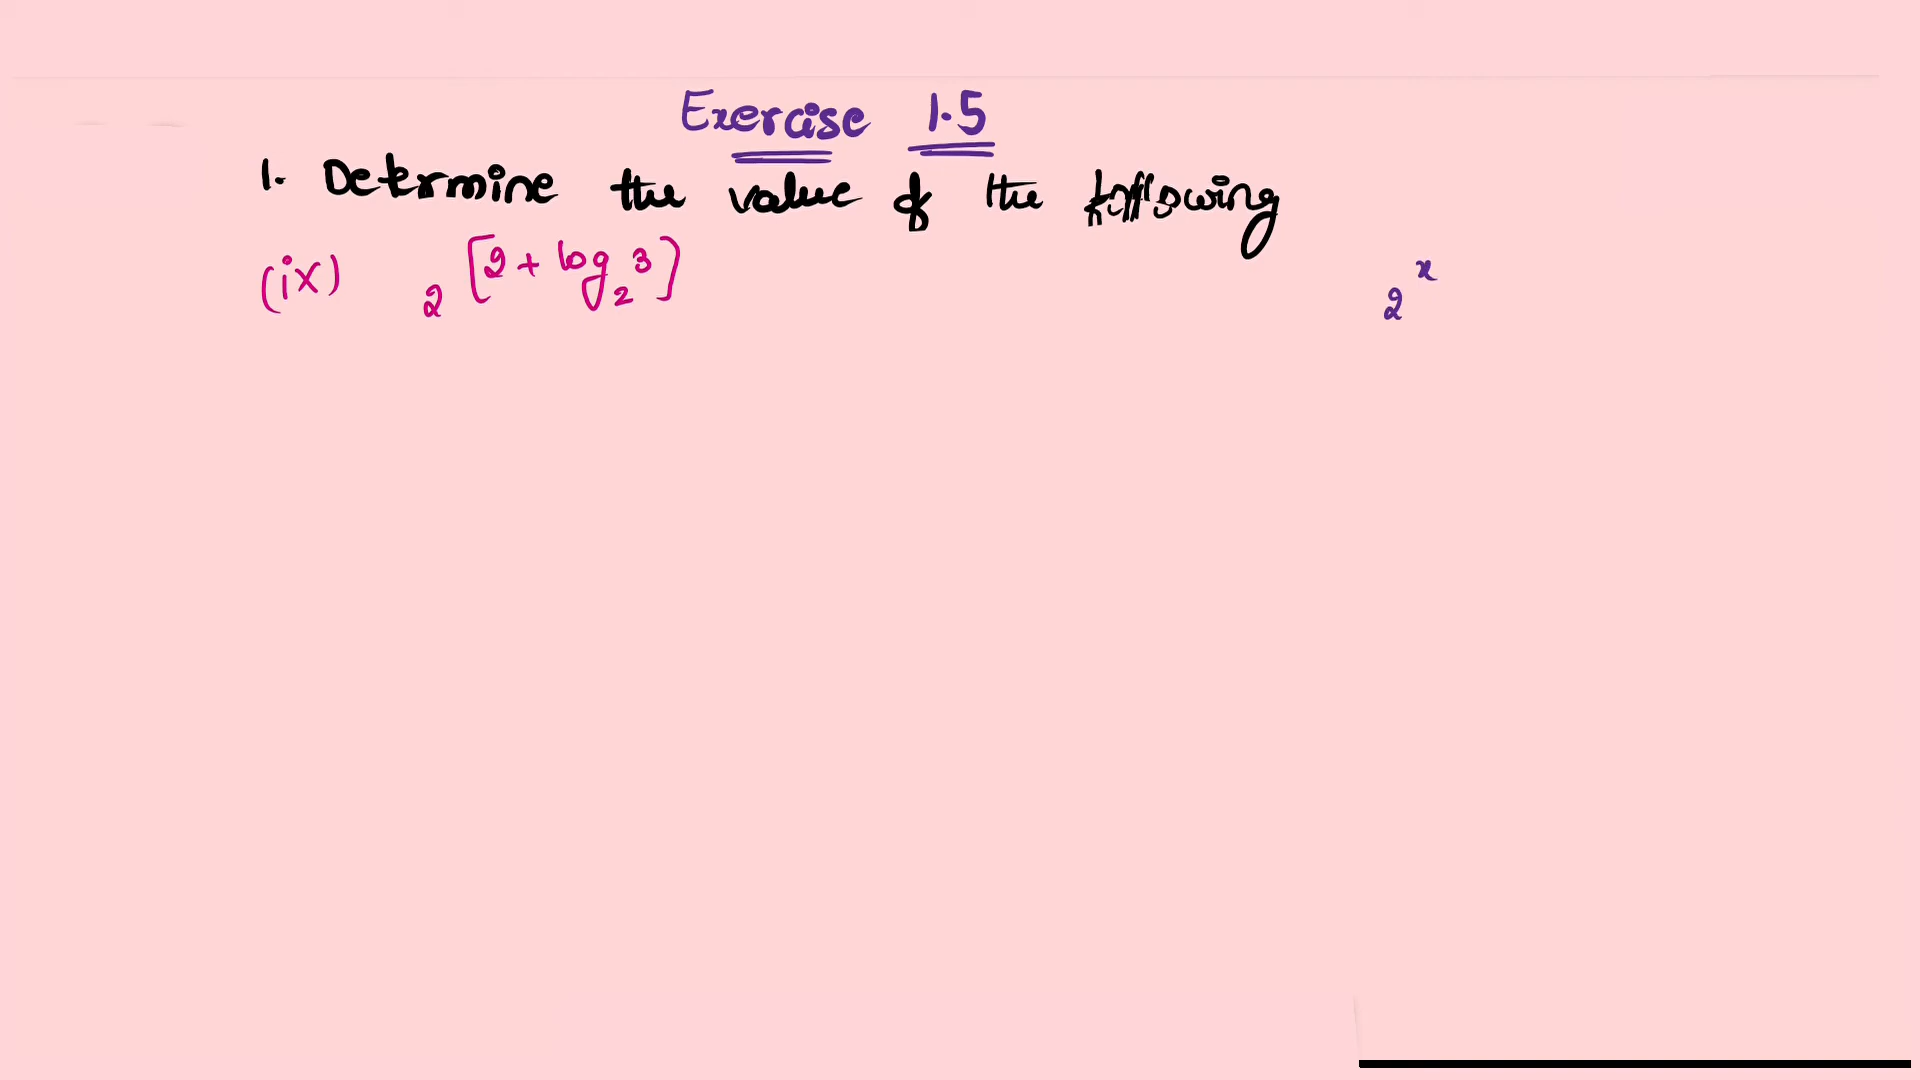 Exercise 1.5
1. Determine the value of the following
(ix) 2^[2 + log_2 3]
2^x